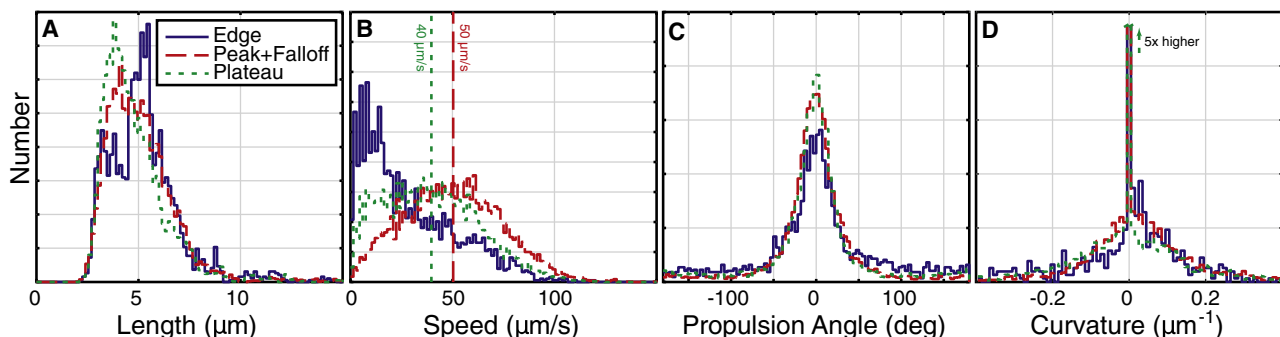 Number
A
Edge
Peak+Falloff
Plateau
0 5 10
Length (µm)
B
40 µm/s
50 µm/s
0 50 100
Speed (µm/s)
C
-100 0 100
Propulsion Angle (deg)
D
5x higher
-0.2 0 0.2
Curvature (µm⁻¹)